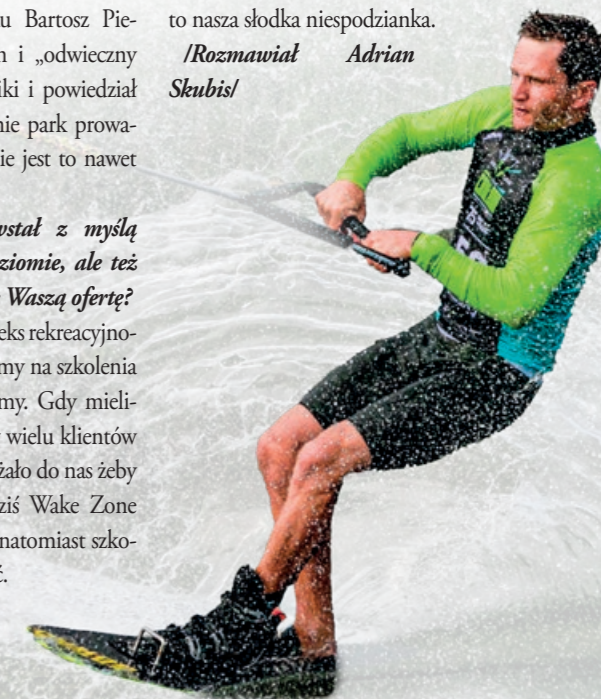 u Bartosz Pie-
n i „odwieczny
iki i powiedział
nie park prowa-
ie jest to nawet
wstał z myślą
ziomie, ale też
Waszą ofertę?
eks rekreacyjno-
my na szkolenia
my. Gdy mieli-
wielu klientów
żało do nas żeby
ziś Wake Zone
natomiast szko-
ć.
to nasza słodka niespodzianka.
/Rozmawiał Adrian
Skubis/